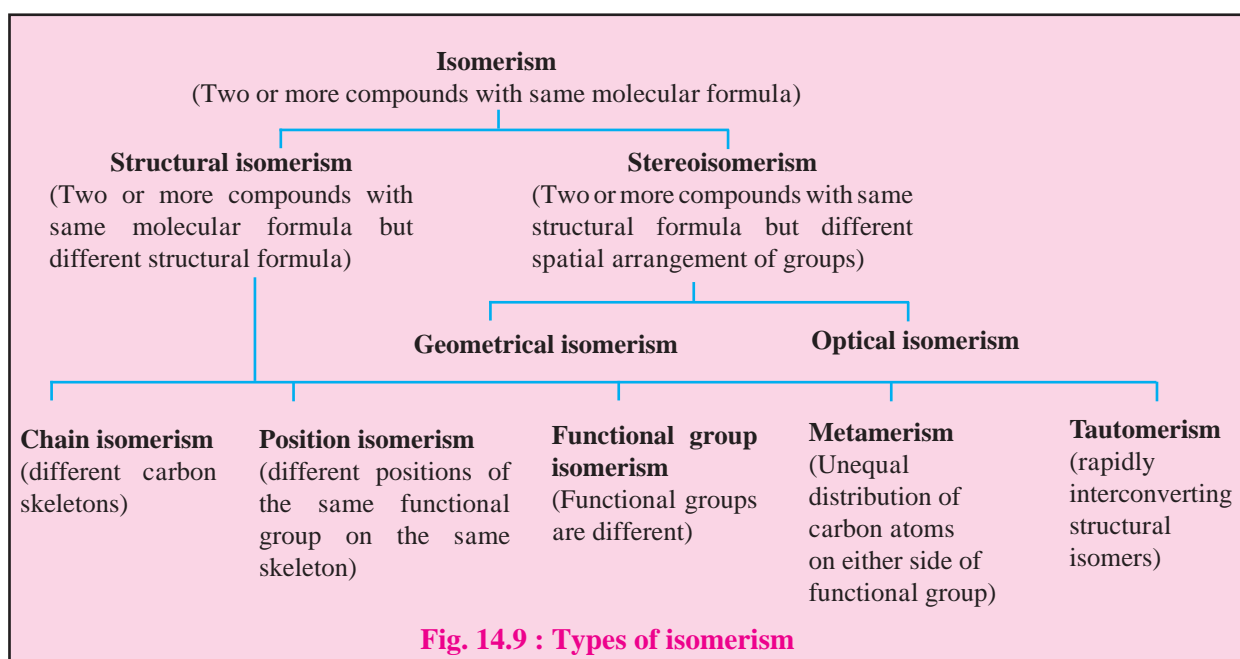 Isomerism
(Two or more compounds with same molecular formula)
Structural isomerism
(Two or more compounds with
same molecular formula but
different structural formula)
Stereoisomerism
(Two or more compounds with same
structural formula but different
spatial arrangement of groups)
Geometrical isomerism
Optical isomerism
Chain isomerism
(different carbon
skeletons)
Position isomerism
(different positions of
the same functional
group on the same
skeleton)
Functional group
isomerism
(Functional groups
are different)
Metamerism
(Unequal
distribution of
carbon atoms
on either side of
functional group)
Tautomerism
(rapidly
interconverting
structural
isomers)
Fig. 14.9 : Types of isomerism